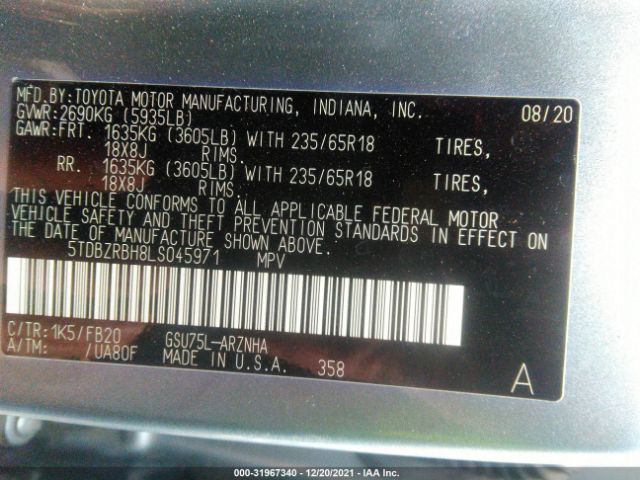 MFD.BY:TOYOTA MOTOR MANUFACTURING, INDIANA, INC. 08/20
GVWR:2690KG (5935LB)
GAWR:FRT. 1635KG (3605LB) WITH 235/65R18 TIRES,
18X8J RIMS.
RR. 1635KG (3605LB) WITH 235/65R18 TIRES,
18X8J RIMS.
THIS VEHICLE CONFORMS TO ALL APPLICABLE FEDERAL MOTOR
VEHICLE SAFETY AND THEFT PREVENTION STANDARDS IN EFFECT ON
THE DATE OF MANUFACTURE SHOWN ABOVE.
5TDBZRBH8LS045971 MPV
C/TR:1K5/FB20 GSU75L-ARZNHA
A/TM: /UA80F MADE IN U.S.A. 358
A
000-31967340 - 12/20/2021 - IAA Inc.